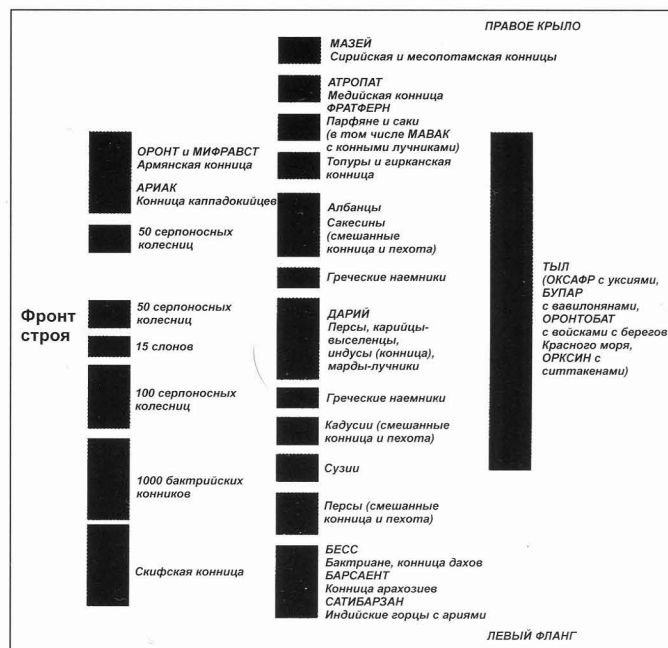 ПРАВОЕ КРЫЛО
МАЗЕЙ
Сирийская и месопотамская конницы
АТРОПАТ
Медийская конница
ФРАТФЕРН
Парфяне и саки
(в том числе МАВАК
с конными лучниками)
Топуры и гирканская
конница
Албанцы
Сакесины
(смешанные
конница и пехота)
Греческие наемники
ДАРИЙ
Персы, карийцы-
выселенцы,
индусы (конница),
марды-лучники
Греческие наемники
Кадусии (смешанные
конница и пехота)
Сузии
Персы (смешанные
конница и пехота)
БЕСС
Бактриане, конница дахов
БАРСАЕНТ
Конница арахозиев
САТИБАРЗАН
Индийские горцы с ариями
ОРОНТ и МИФРАВСТ
Армянская конница
АРИАК
Конница каппадокийцев
50 серпоносных
колесниц
50 серпоносных
колесниц
15 слонов
100 серпоносных
колесниц
1000 бактрийских
конников
Скифская конница
Фронт
строя
ТЫЛ
(ОКСАФР с уксиями,
БУПАР
с вавилонянами,
ОРОНТОБАТ
с войсками с берегов
Красного моря,
ОРКСИН с
ситтакенами)
ЛЕВЫЙ ФЛАНГ